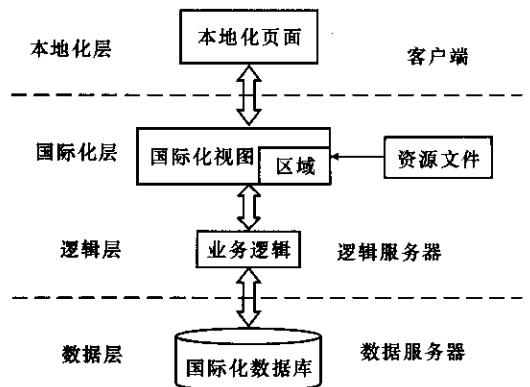 本地化层
本地化页面
客户端
国际化层
国际化视图
区域
资源文件
逻辑层
业务逻辑
逻辑服务器
数据层
国际化数据库
数据服务器